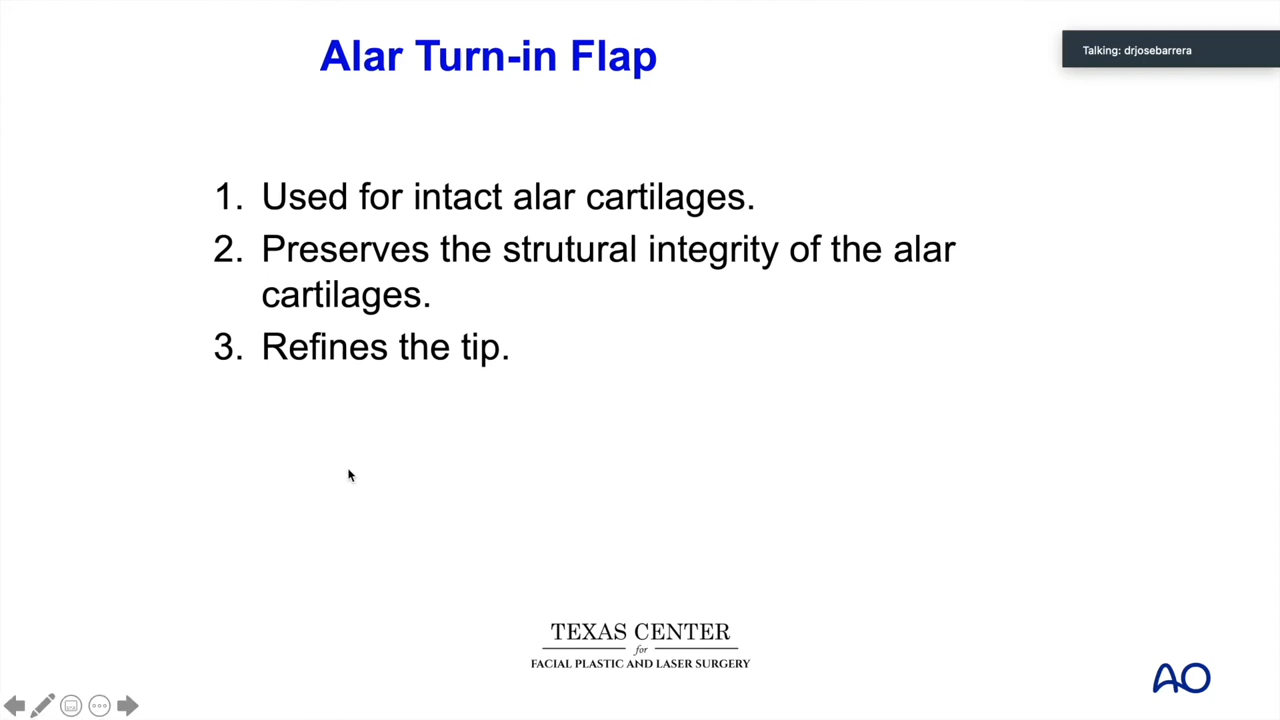 Alar Turn-in Flap
Talking: drjosebarrera
1. Used for intact alar cartilages.
2. Preserves the strutural integrity of the alar
cartilages.
3. Refines the tip.
TEXAS CENTER
for
FACIAL PLASTIC AND LASER SURGERY
AO